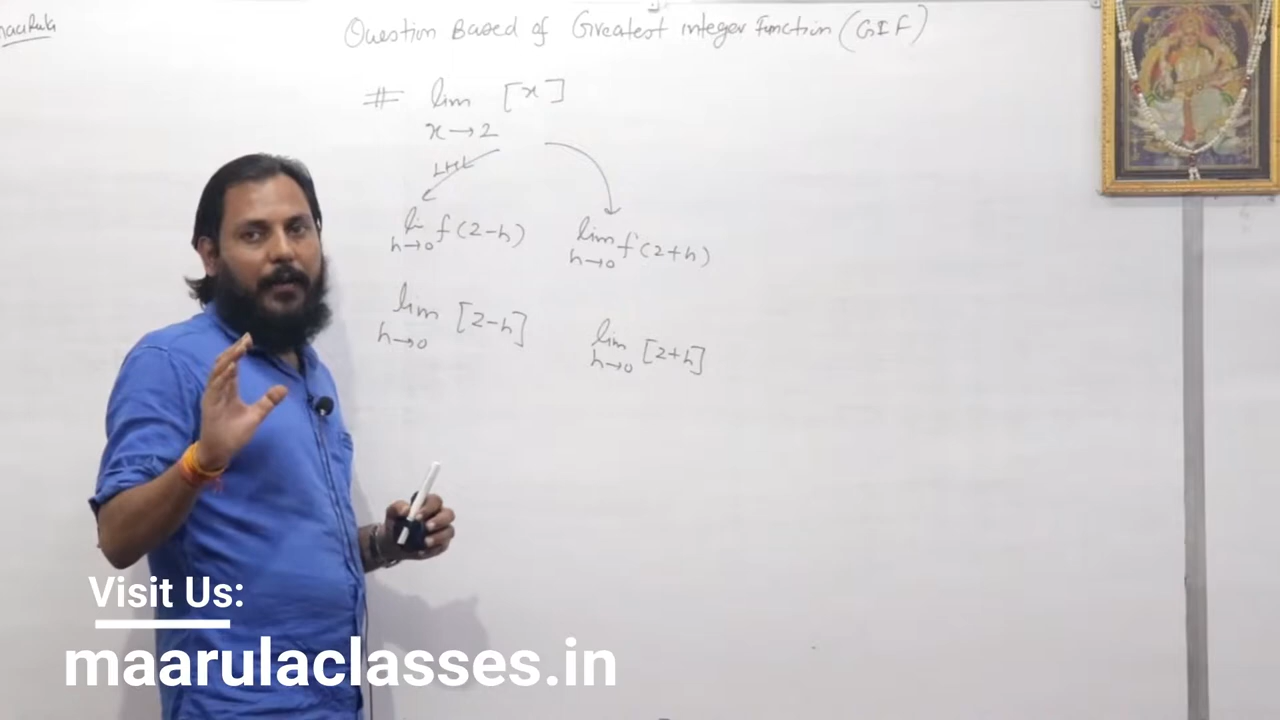 Question Based of Greatest integer Function (GIF)
# lim [x]
x→2
LHL
lim f(2-h)
h→0
lim f(2+h)
h→0
lim [2-h]
h→0
lim [2+h]
h→0
Visit Us:
maarulaclasses.in